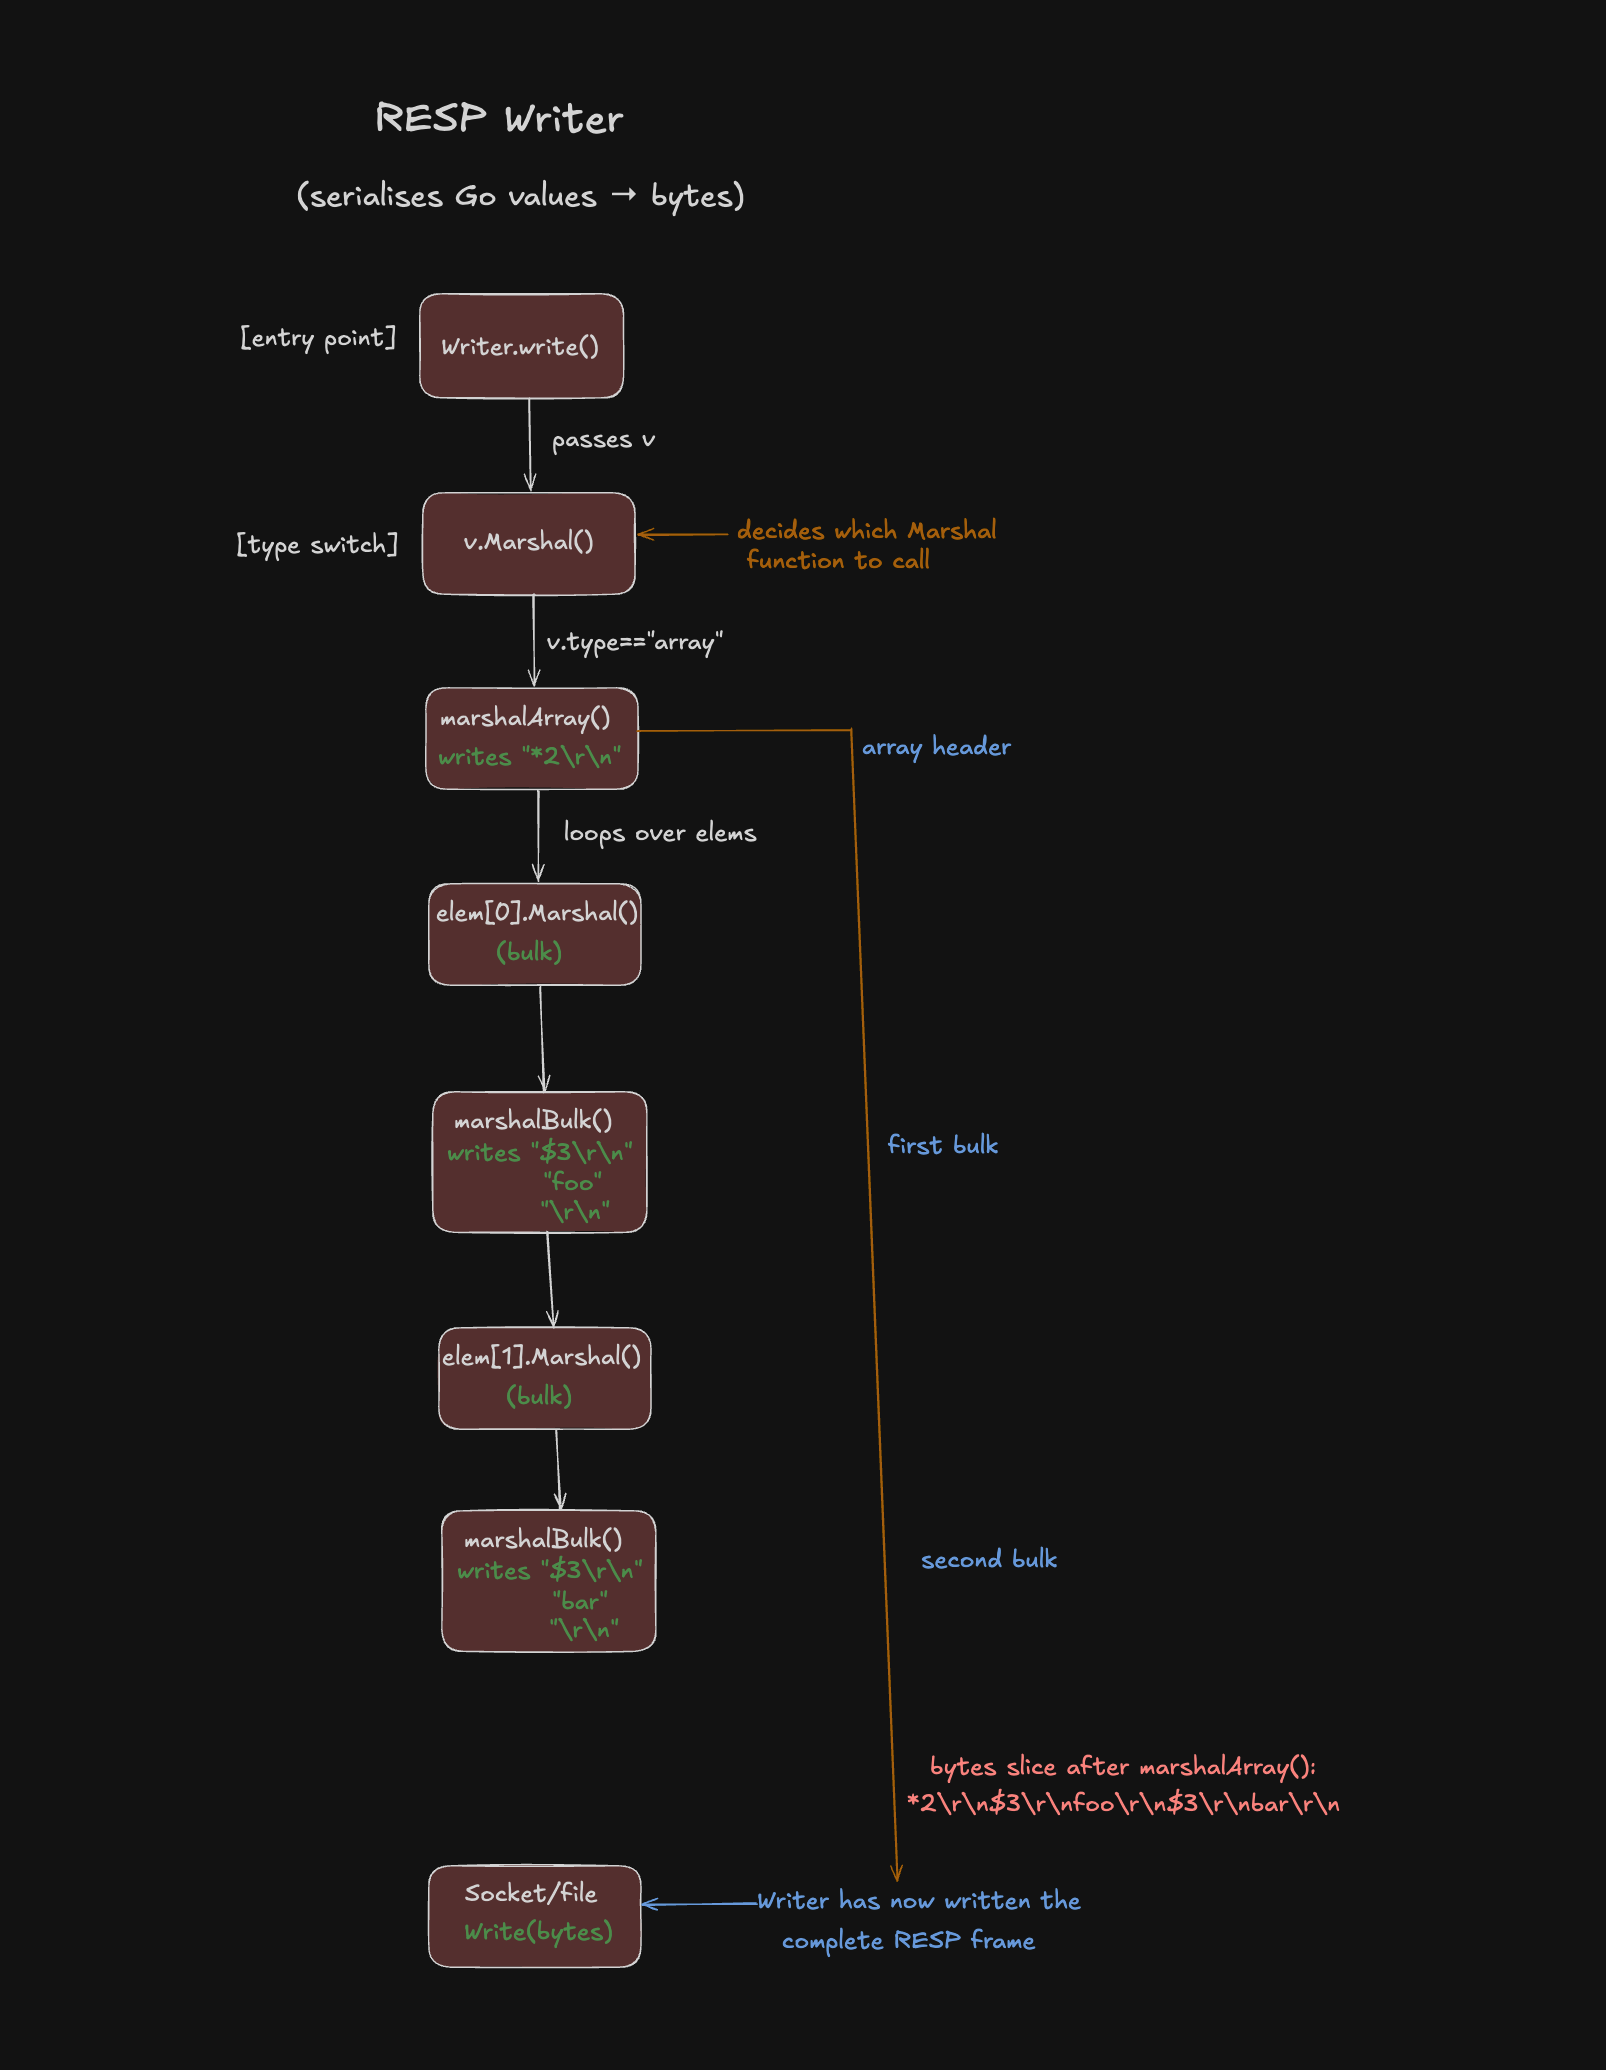 RESP Writer
(serialises Go values → bytes)
[entry point]
Writer.write()
passes v
[type switch]
v.Marshal()
decides which Marshal
function to call
v.type=="array"
marshalArray()
writes "*2\r\n"
array header
loops over elems
elem[0].Marshal()
(bulk)
marshalBulk()
writes "$3\r\n"
"foo"
"\r\n"
first bulk
elem[1].Marshal()
(bulk)
marshalBulk()
writes "$3\r\n"
"bar"
"\r\n"
second bulk
bytes slice after marshalArray():
*2\r\n$3\r\nfoo\r\n$3\r\nbar\r\n
Socket/file
Write(bytes)
Writer has now written the
complete RESP frame